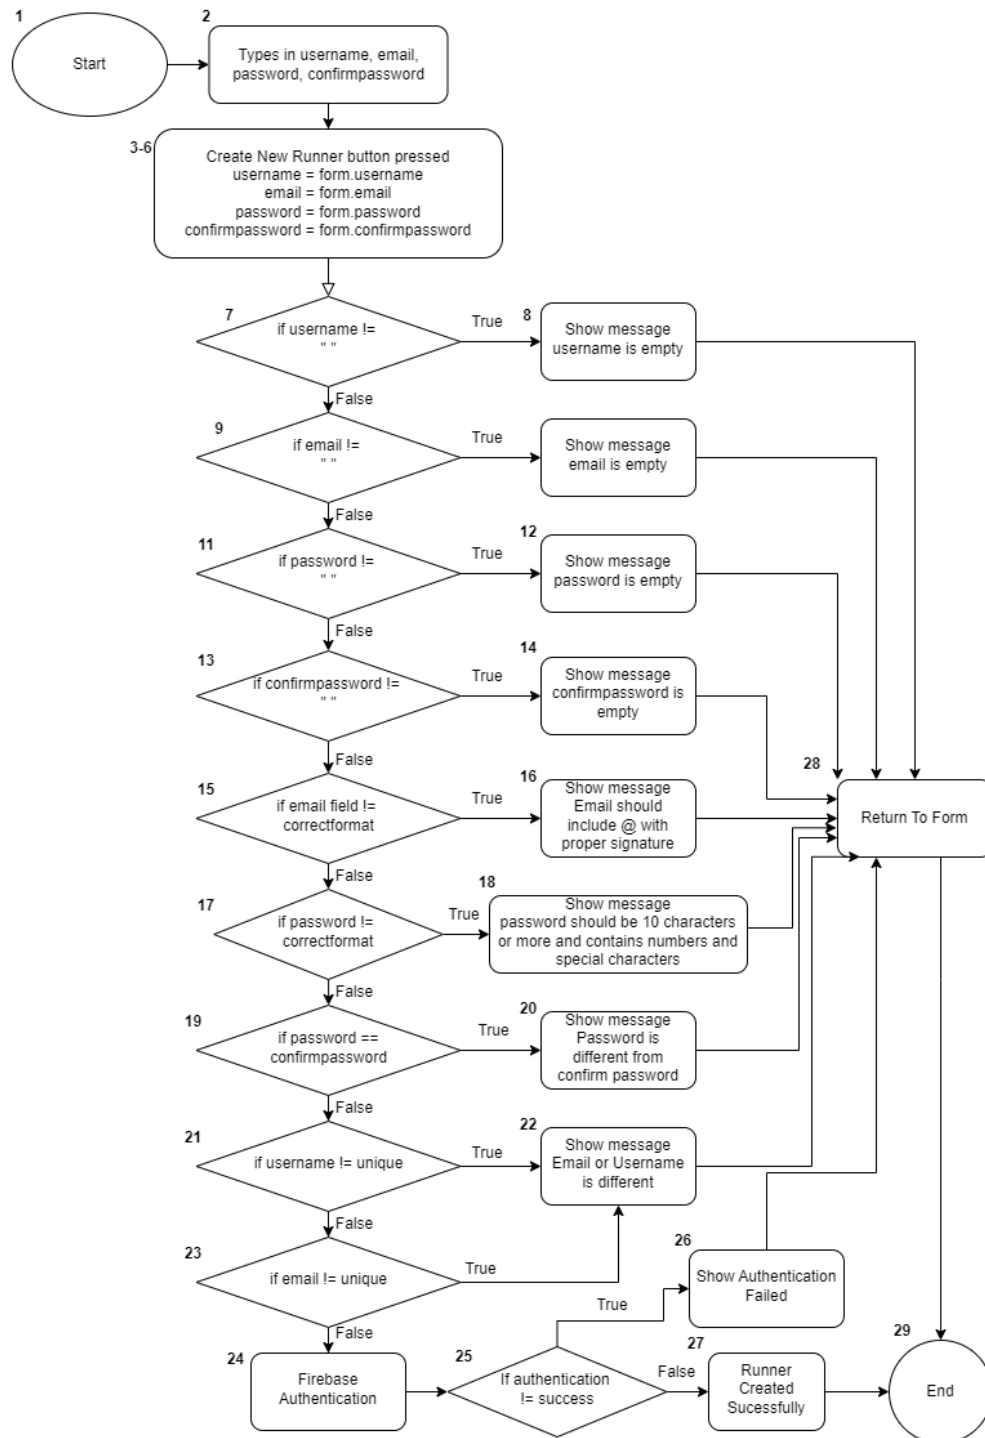 1
Start
2
Types in username, email,
password, confirmpassword
3-6
Create New Runner button pressed
username = form.username
email = form.email
password = form.password
confirmpassword = form.confirmpassword
7
if username !=
" "
True
8
Show message
username is empty
False
9
if email !=
" "
True
Show message
email is empty
False
11
if password !=
" "
True
12
Show message
password is empty
False
13
if confirmpassword !=
" "
True
14
Show message
confirmpassword is
empty
False
15
if email field !=
correctformat
True
16
Show message
Email should
include @ with
proper signature
28
Return To Form
False
17
if password !=
correctformat
True
18
Show message
password should be 10 characters
or more and contains numbers and
special characters
False
19
if password ==
confirmpassword
True
20
Show message
Password is
different from
confirm password
False
21
if username != unique
True
22
Show message
Email or Username
is different
False
23
if email != unique
True
26
Show Authentication
Failed
True
False
24
Firebase
Authentication
25
If authentication
!= success
False
27
Runner
Created
Sucessfully
29
End